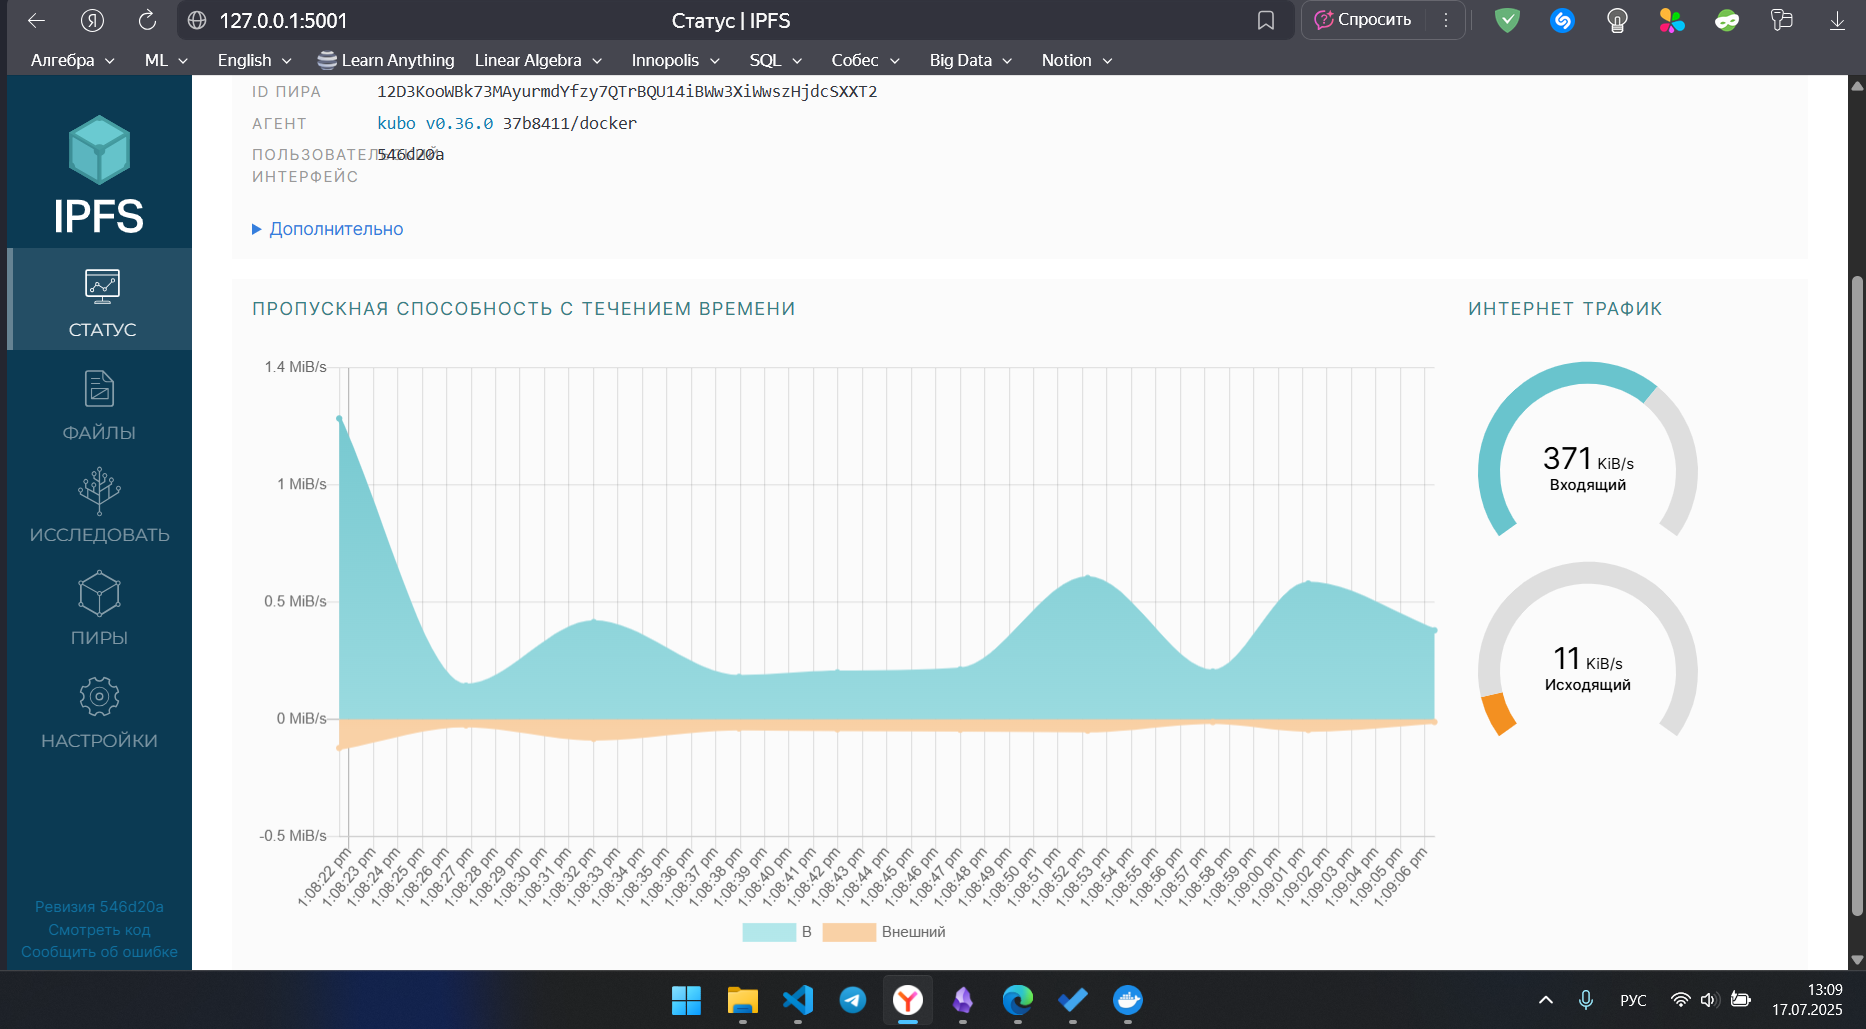 Я
127.0.0.1:5001
Статус | IPFS
Спросить
Алгебра
ML
English
Learn Anything
Linear Algebra
Innopolis
SQL
Собес
Big Data
Notion
IPFS
СТАТУС
ФАЙЛЫ
ИССЛЕДОВАТЬ
ПИРЫ
НАСТРОЙКИ
Ревизия 546d20a
Смотреть код
Сообщить об ошибке
ID ПИРА 12D3KooWBk73MAyurmdYfzy7QTrBQU14iBWw3XiWwszHjdcSXXT2
АГЕНТ kubo v0.36.0 37b8411/docker
ПОЛЬЗОВАТЕЛЬСКИЙ 546d20a
ИНТЕРФЕЙС
Дополнительно
ПРОПУСКНАЯ СПОСОБНОСТЬ С ТЕЧЕНИЕМ ВРЕМЕНИ
1.4 MiB/s
1 MiB/s
0.5 MiB/s
0 MiB/s
-0.5 MiB/s
1:08:22 pm
1:08:23 pm
1:08:24 pm
1:08:25 pm
1:08:26 pm
1:08:27 pm
1:08:28 pm
1:08:29 pm
1:08:30 pm
1:08:31 pm
1:08:32 pm
1:08:33 pm
1:08:34 pm
1:08:35 pm
1:08:36 pm
1:08:37 pm
1:08:38 pm
1:08:39 pm
1:08:40 pm
1:08:41 pm
1:08:42 pm
1:08:43 pm
1:08:44 pm
1:08:45 pm
1:08:46 pm
1:08:47 pm
1:08:48 pm
1:08:49 pm
1:08:50 pm
1:08:51 pm
1:08:52 pm
1:08:53 pm
1:08:54 pm
1:08:55 pm
1:08:56 pm
1:08:57 pm
1:08:58 pm
1:08:59 pm
1:09:00 pm
1:09:01 pm
1:09:02 pm
1:09:03 pm
1:09:04 pm
1:09:05 pm
1:09:06 pm
В
Внешний
ИНТЕРНЕТ ТРАФИК
371 KiB/s
Входящий
11 KiB/s
Исходящий
РУС
13:09
17.07.2025